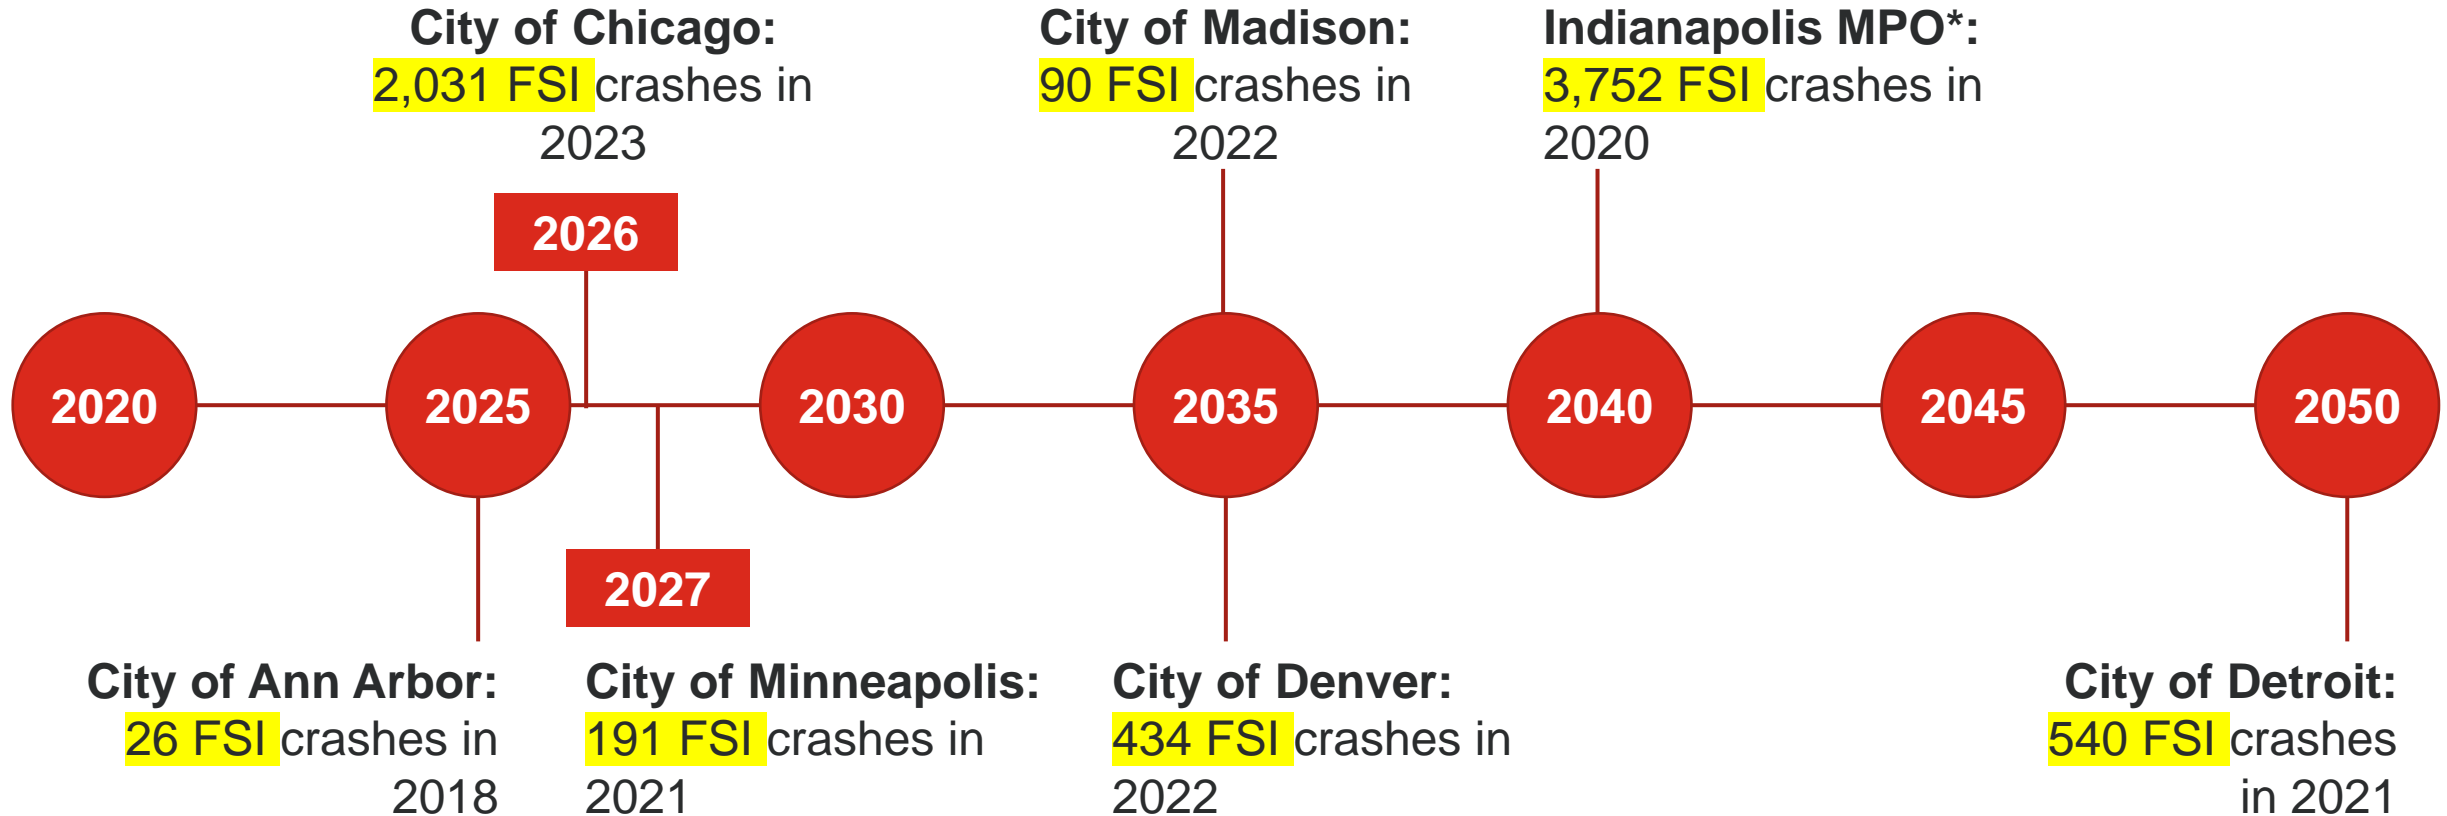 City of Chicago:
2,031 FSI crashes in
2023
City of Madison:
90 FSI crashes in
2022
Indianapolis MPO*:
3,752 FSI crashes in
2020
2026
2020
2025
2030
2035
2040
2045
2050
2027
City of Ann Arbor:
26 FSI crashes in
2018
City of Minneapolis:
191 FSI crashes in
2021
City of Denver:
434 FSI crashes in
2022
City of Detroit:
540 FSI crashes
in 2021